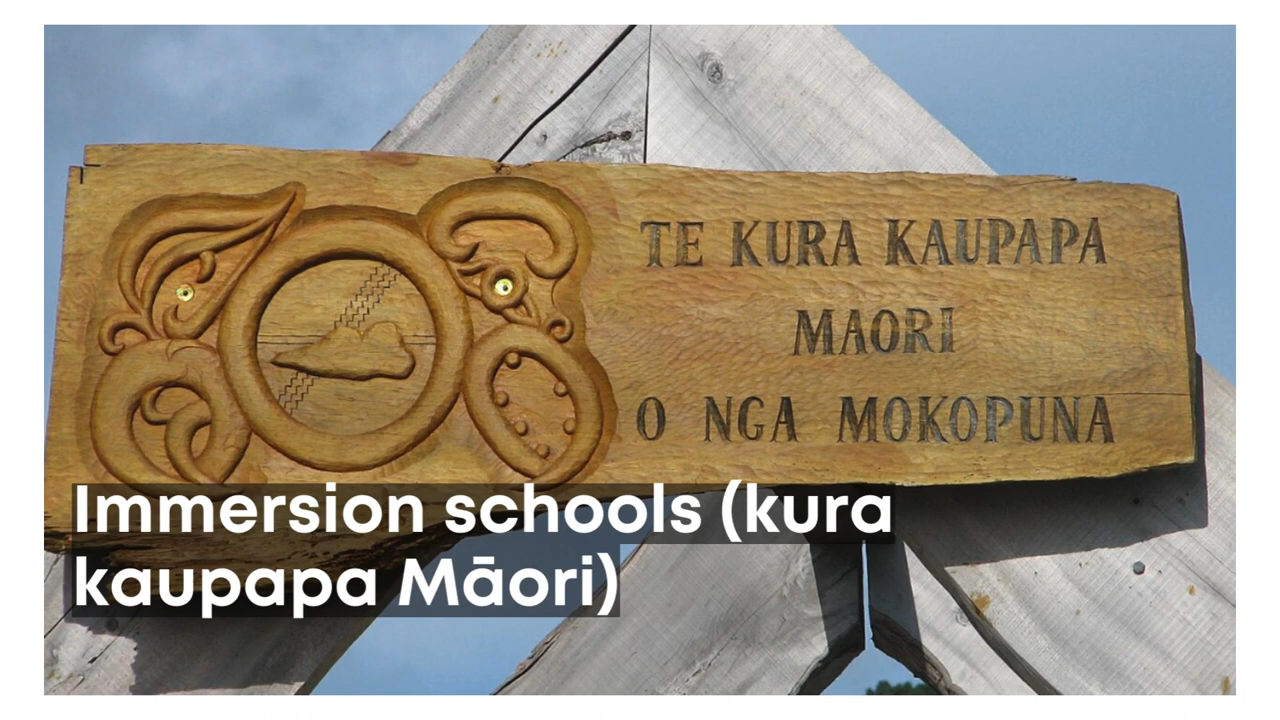 TE KURA KAUPAPA
MAORI
O NGA MOKOPUNA
Immersion schools (kura
kaupapa Māori)